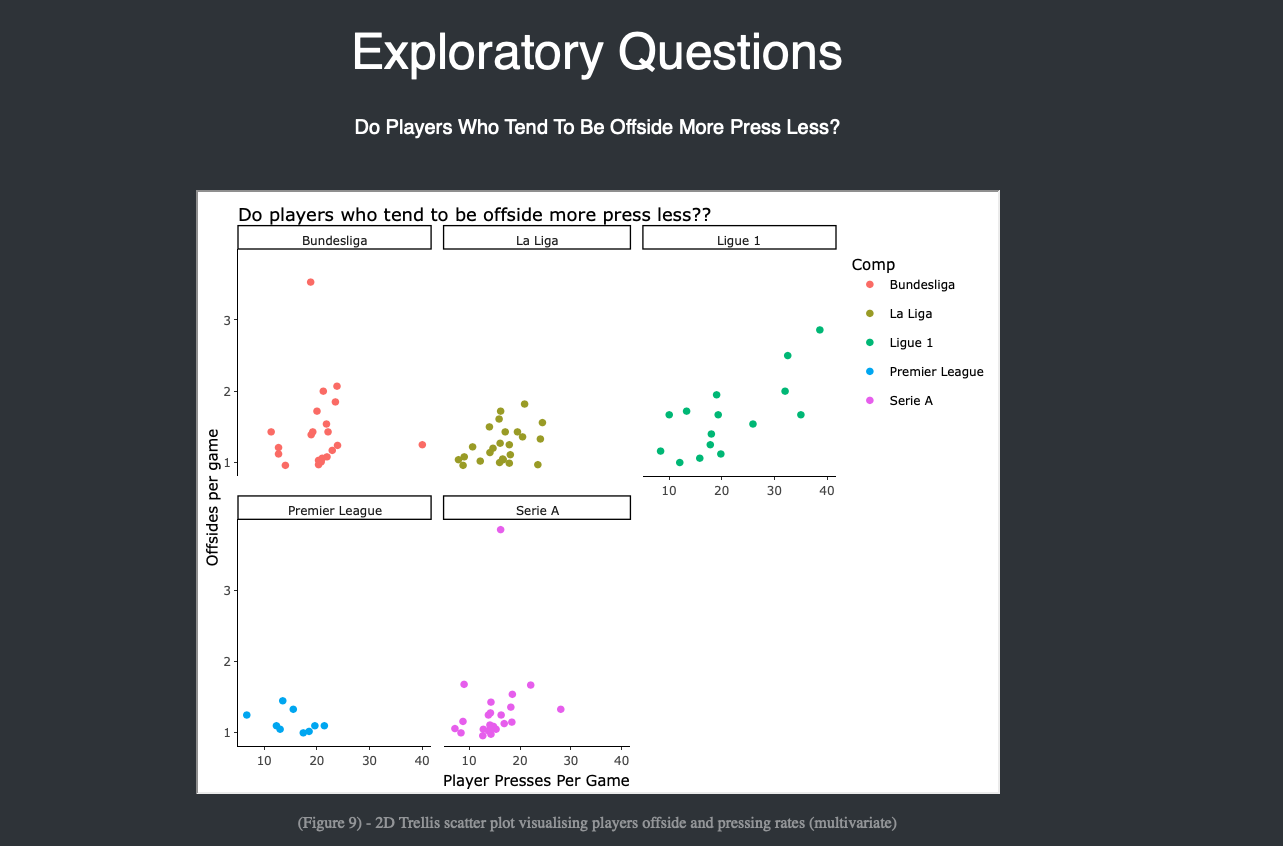 Exploratory Questions
Do Players Who Tend To Be Offside More Press Less?
Do players who tend to be offside more press less??
Bundesliga
La Liga
Ligue 1
Comp
Bundesliga
La Liga
Ligue 1
Premier League
Serie A
3
2
1
10 20 30 40
Offsides per game
Premier League
Serie A
3
2
1
10 20 30 40
10 20 30 40
Player Presses Per Game
(Figure 9) - 2D Trellis scatter plot visualising players offside and pressing rates (multivariate)